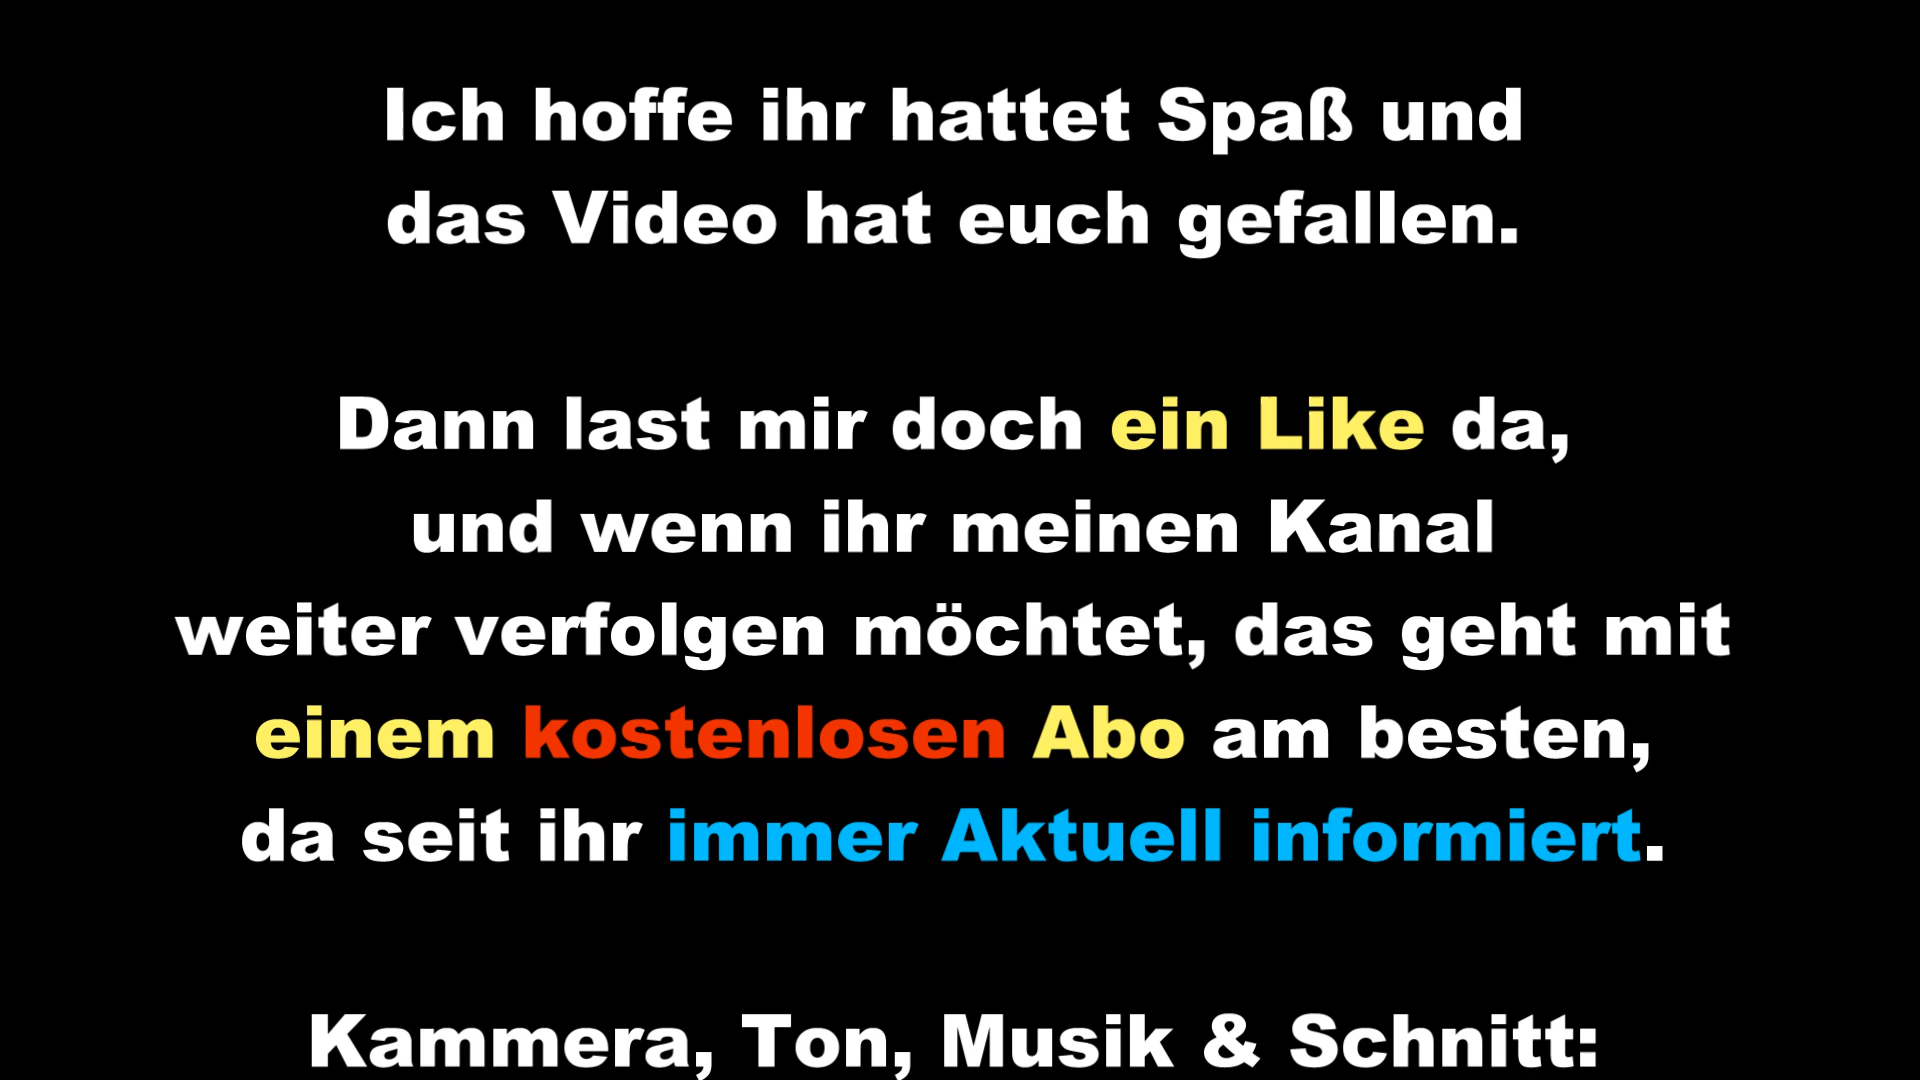 Ich hoffe ihr hattet Spaß und
das Video hat euch gefallen.
Dann last mir doch ein Like da,
und wenn ihr meinen Kanal
weiter verfolgen möchtet, das geht mit
einem kostenlosen Abo am besten,
da seit ihr immer Aktuell informiert.
Kammera, Ton, Musik & Schnitt: